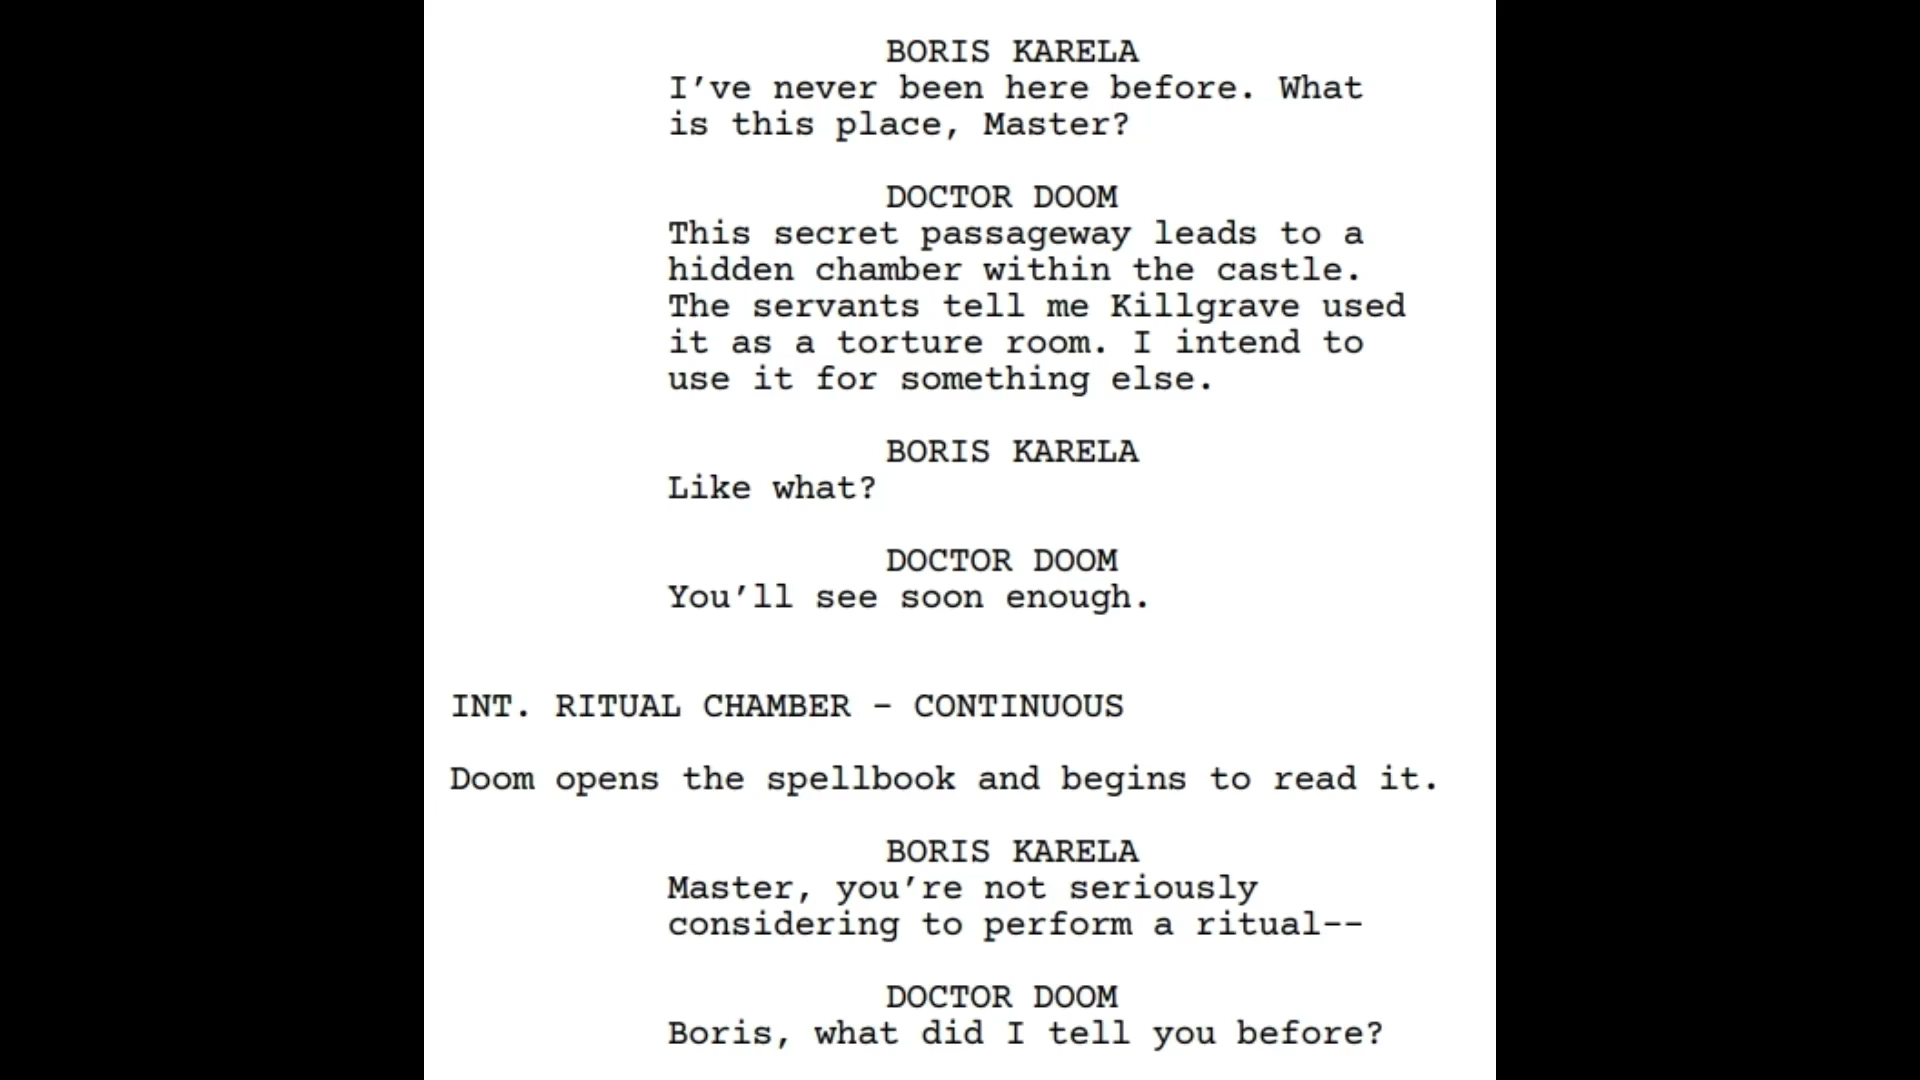 BORIS KARELA
I’ve never been here before. What
is this place, Master?
DOCTOR DOOM
This secret passageway leads to a
hidden chamber within the castle.
The servants tell me Killgrave used
it as a torture room. I intend to
use it for something else.
BORIS KARELA
Like what?
DOCTOR DOOM
You’ll see soon enough.
INT. RITUAL CHAMBER - CONTINUOUS
Doom opens the spellbook and begins to read it.
BORIS KARELA
Master, you’re not seriously
considering to perform a ritual--
DOCTOR DOOM
Boris, what did I tell you before?